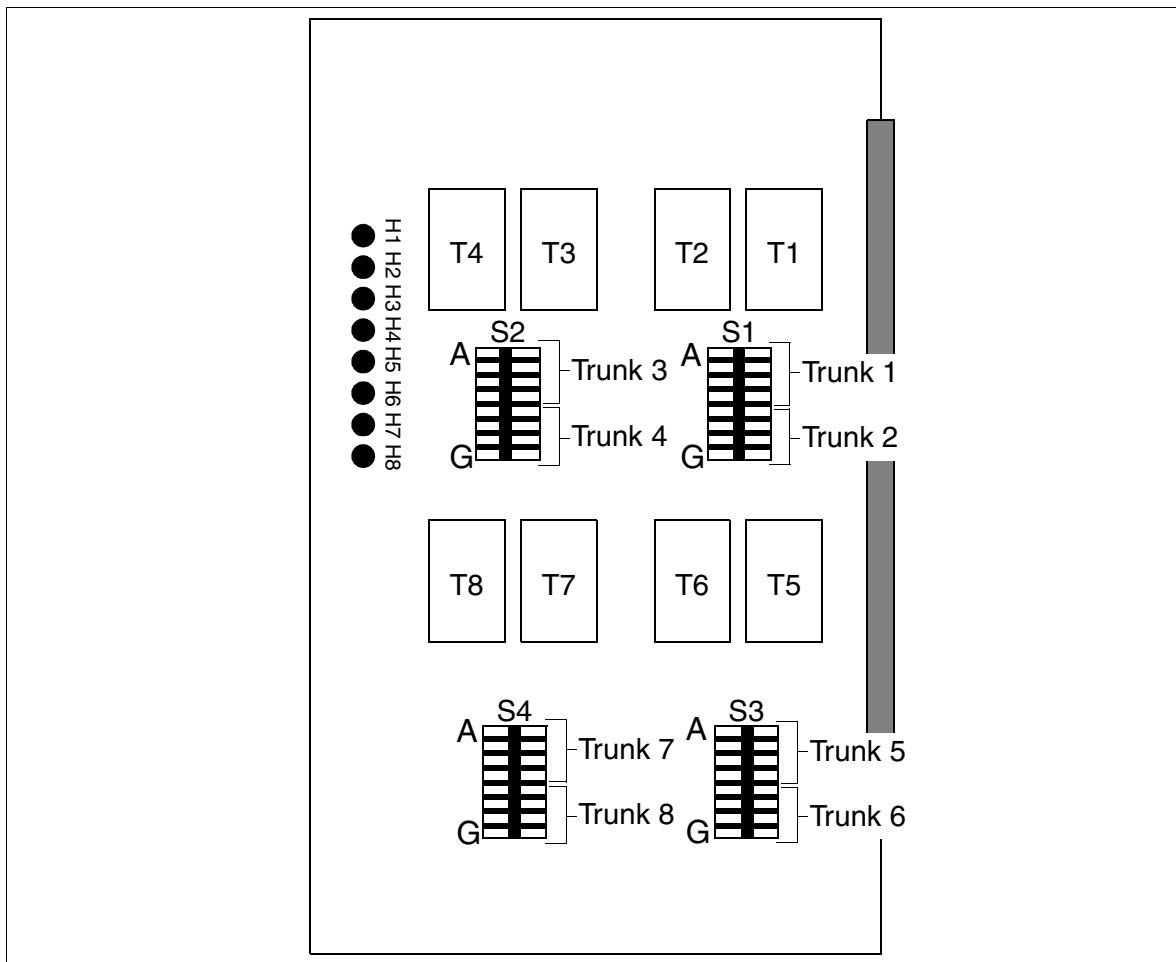 H1 H2 H3 H4 H5 H6 H7 H8
T4 T3 T2 T1
S2 S1
A Trunk 3 A Trunk 1
G Trunk 4 G Trunk 2
T8 T7 T6 T5
S4 S3
A Trunk 7 A Trunk 5
G Trunk 8 G Trunk 6